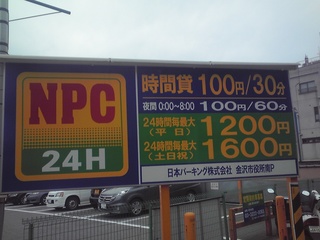 NPC
24H
時間貸 100円/30分
夜間 0:00~8:00 100円/60分
24時間毎最大
(平 日) 1200円
24時間毎最大
(土日祝) 1600円
日本パーキング株式会社 金沢市役所南P